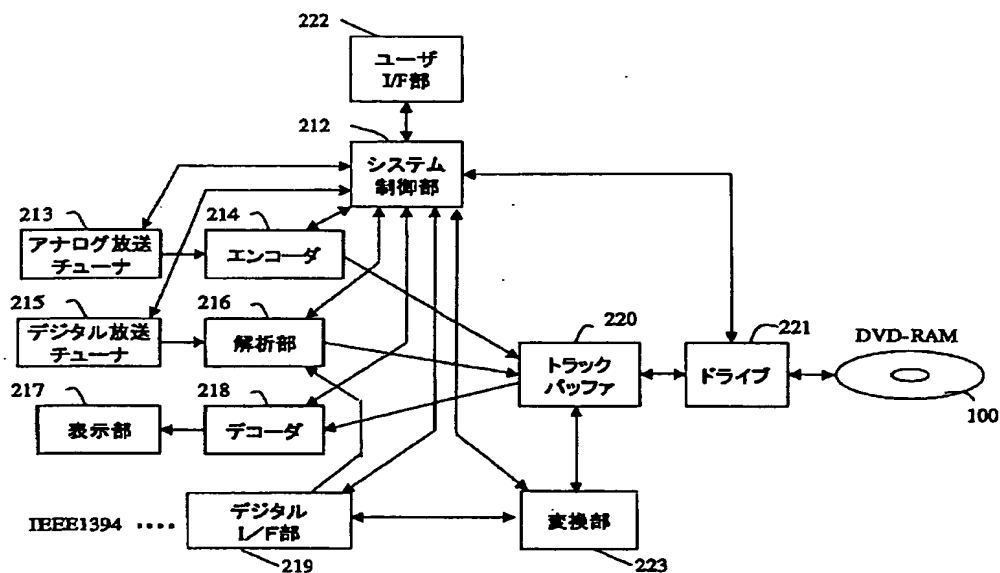 222
ユーザ
I/F部
212
システム
制御部
213
アナログ放送
チューナ
214
エンコーダ
215
デジタル放送
チューナ
216
解析部
220
トラック
バッファ
221
ドライブ
DVD-RAM
100
217
表示部
218
デコーダ
IEEE1394 ····
デジタル
I/F部
219
変換部
223